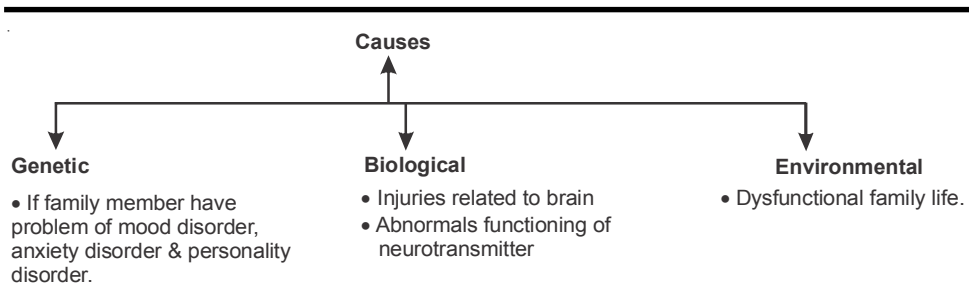 Causes
Genetic
• If family member have
problem of mood disorder,
anxiety disorder & personality
disorder.
Biological
• Injuries related to brain
• Abnormals functioning of
neurotransmitter
Environmental
• Dysfunctional family life.